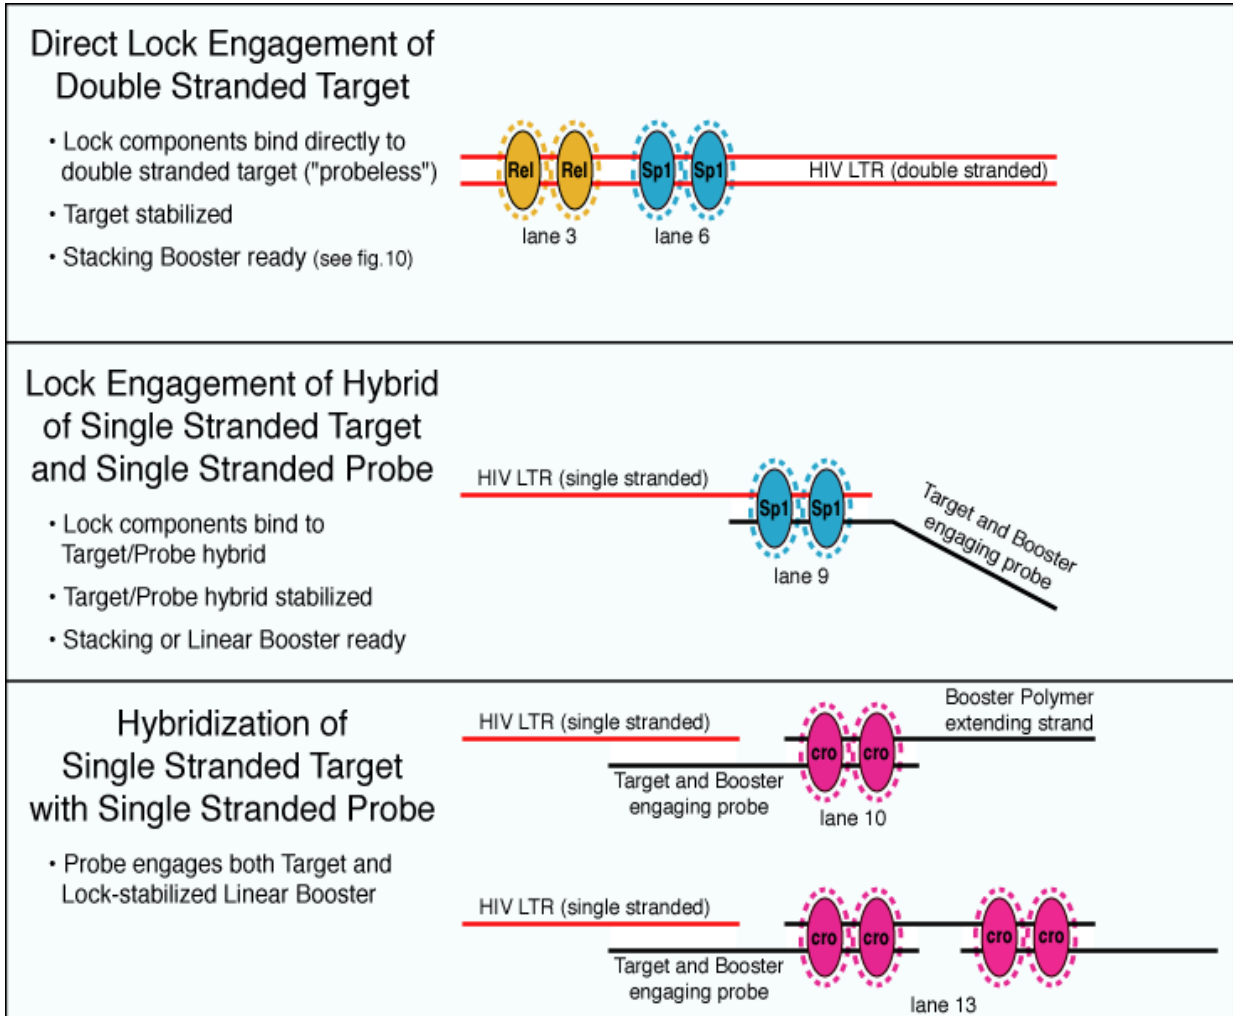 Direct Lock Engagement of
Double Stranded Target
• Lock components bind directly to
double stranded target ("probeless")
• Target stabilized
• Stacking Booster ready (see fig.10)
Rel
Rel
Sp1
Sp1
HIV LTR (double stranded)
lane 3
lane 6
Lock Engagement of Hybrid
of Single Stranded Target
and Single Stranded Probe
• Lock components bind to
Target/Probe hybrid
• Target/Probe hybrid stabilized
• Stacking or Linear Booster ready
HIV LTR (single stranded)
Sp1
Sp1
lane 9
Target and Booster
engaging probe
Hybridization of
Single Stranded Target
with Single Stranded Probe
• Probe engages both Target and
Lock-stabilized Linear Booster
HIV LTR (single stranded)
Booster Polymer
extending strand
cro
cro
Target and Booster
engaging probe
lane 10
HIV LTR (single stranded)
cro
cro
cro
cro
Target and Booster
engaging probe
lane 13